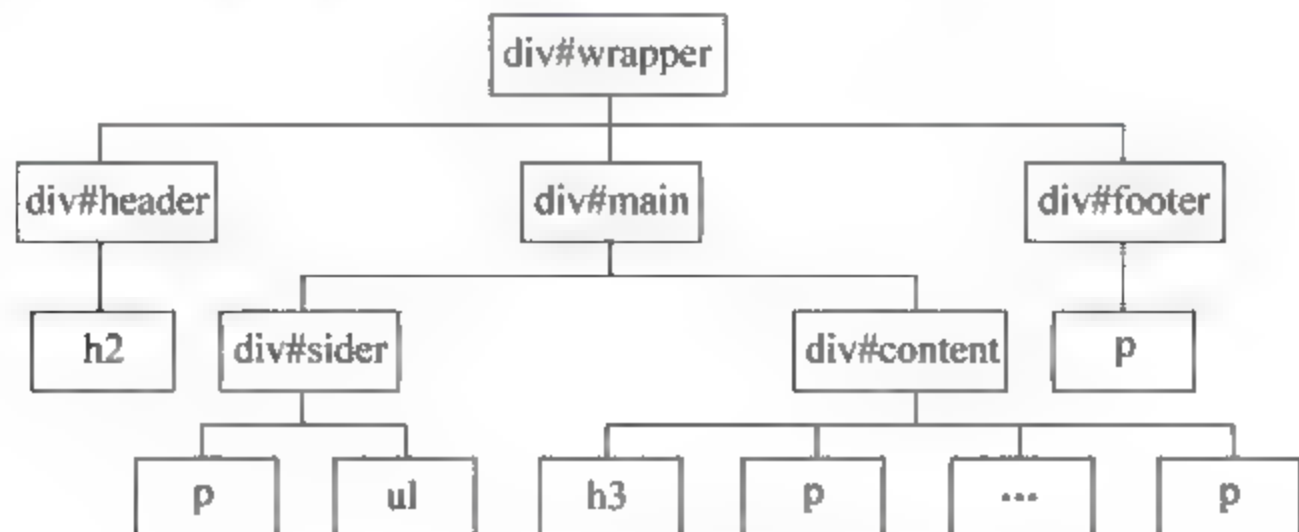 div#wrapper
div#header div#main div#footer
h2 div#sider div#content p
p ul h3 p ... p